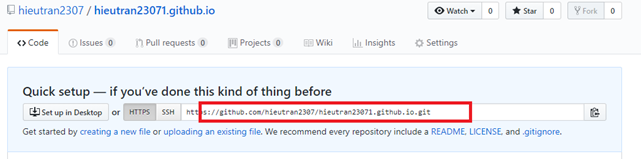 hieutran2307 / hieutran23071.github.io
Watch 0 Star 0 Fork 0
Code Issues 0 Pull requests 0 Projects 0 Wiki Insights Settings
Quick setup — if you've done this kind of thing before
Set up in Desktop or HTTPS SSH https://github.com/hieutran2307/hieutran23071.github.io.git
Get started by creating a new file or uploading an existing file. We recommend every repository include a README, LICENSE, and .gitignore.